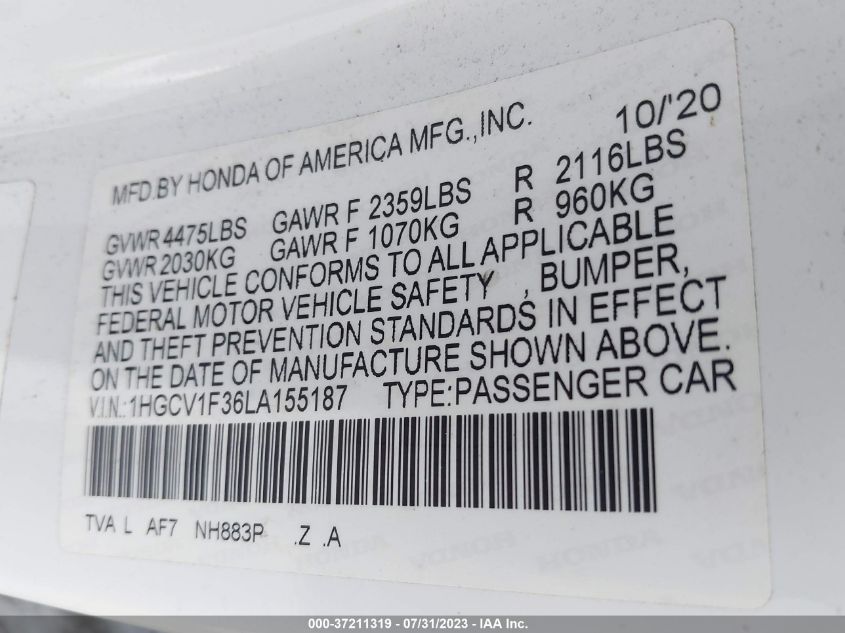 MFD.BY HONDA OF AMERICA MFG.,INC. 10/'20
GVWR 4475LBS GAWR F 2359LBS R 2116LBS
GVWR 2030KG GAWR F 1070KG R 960KG
THIS VEHICLE CONFORMS TO ALL APPLICABLE
FEDERAL MOTOR VEHICLE SAFETY , BUMPER,
AND THEFT PREVENTION STANDARDS IN EFFECT
ON THE DATE OF MANUFACTURE SHOWN ABOVE.
V.I.N.:1HGCV1F36LA155187 TYPE:PASSENGER CAR
TVA L AF7 NH883P .Z .A
HONDA HONDA HONDA
000-37211319 / 07/31/2023 - IAA Inc.